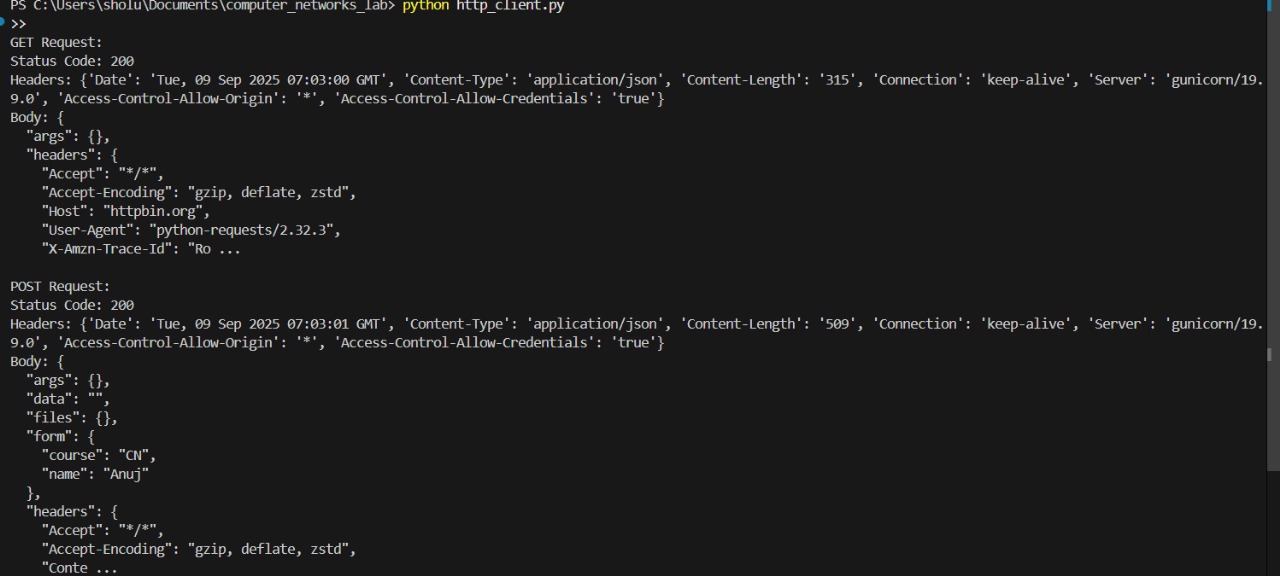 PS C:\Users\sholu\Documents\computer_networks_lab> python http_client.py
>>
GET Request:
Status Code: 200
Headers: {'Date': 'Tue, 09 Sep 2025 07:03:00 GMT', 'Content-Type': 'application/json', 'Content-Length': '315', 'Connection': 'keep-alive', 'Server': 'gunicorn/19.
9.0', 'Access-Control-Allow-Origin': '*', 'Access-Control-Allow-Credentials': 'true'}
Body: {
  "args": {},
  "headers": {
    "Accept": "*/*",
    "Accept-Encoding": "gzip, deflate, zstd",
    "Host": "httpbin.org",
    "User-Agent": "python-requests/2.32.3",
    "X-Amzn-Trace-Id": "Ro ...

POST Request:
Status Code: 200
Headers: {'Date': 'Tue, 09 Sep 2025 07:03:01 GMT', 'Content-Type': 'application/json', 'Content-Length': '509', 'Connection': 'keep-alive', 'Server': 'gunicorn/19.
9.0', 'Access-Control-Allow-Origin': '*', 'Access-Control-Allow-Credentials': 'true'}
Body: {
  "args": {},
  "data": "",
  "files": {},
  "form": {
    "course": "CN",
    "name": "Anuj"
  },
  "headers": {
    "Accept": "*/*",
    "Accept-Encoding": "gzip, deflate, zstd",
    "Conte ...